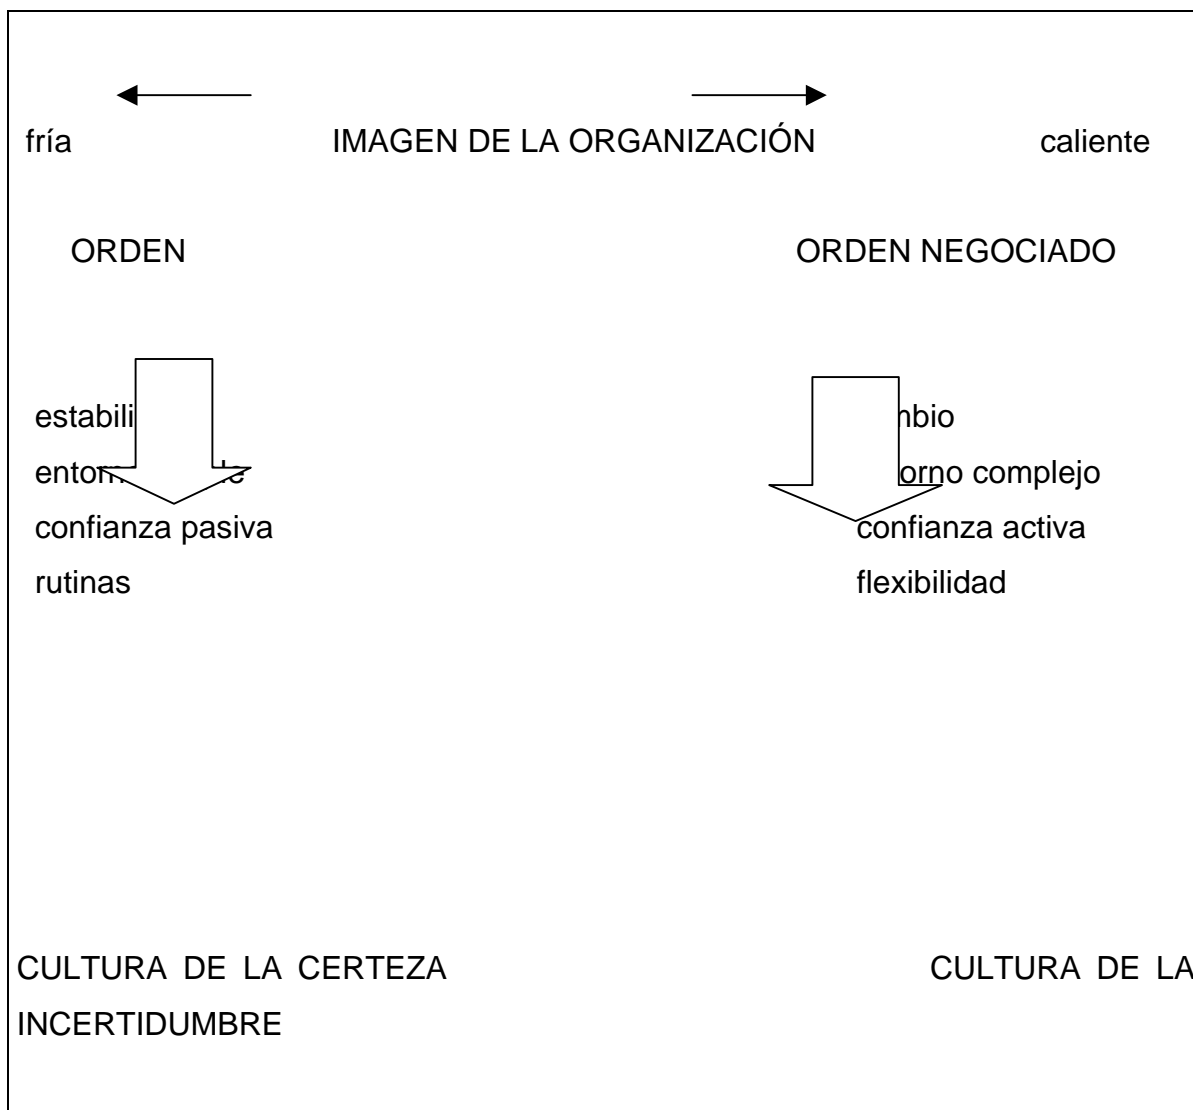 fría IMAGEN DE LA ORGANIZACIÓN caliente
ORDEN ORDEN NEGOCIADO
complejo
confianza pasiva confianza activa
rutinas flexibilidad
CULTURA DE LA CERTEZA CULTURA DE LA
INCERTIDUMBRE